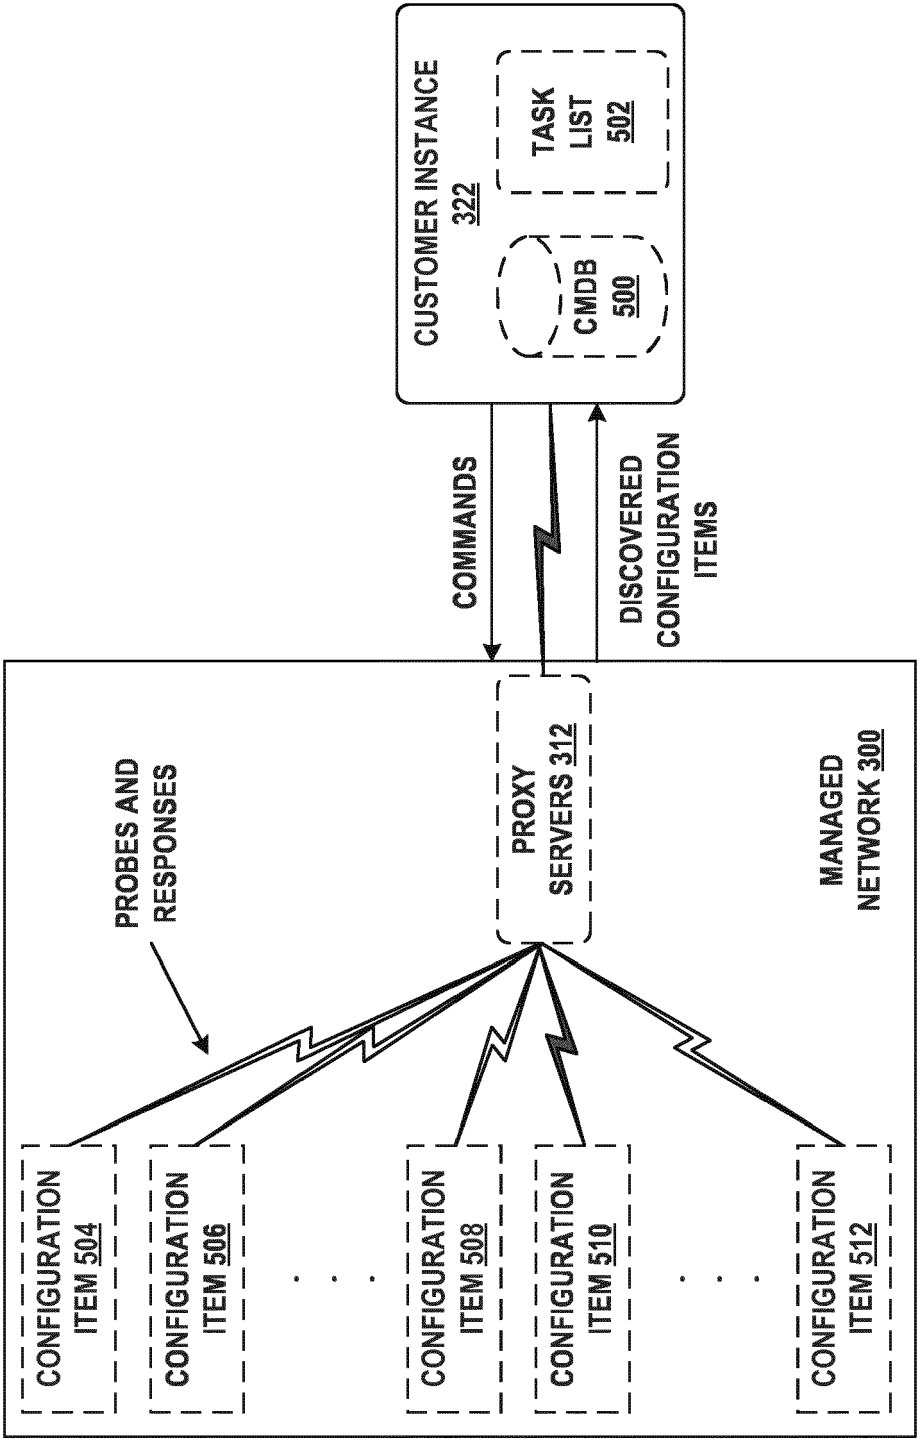 CUSTOMER INSTANCE
322
CMDB
500
TASK
LIST
502
COMMANDS
DISCOVERED
CONFIGURATION
ITEMS
PROBES AND
RESPONSES
PROXY
SERVERS 312
MANAGED
NETWORK 300
CONFIGURATION
ITEM 504
CONFIGURATION
ITEM 506
CONFIGURATION
ITEM 508
CONFIGURATION
ITEM 510
CONFIGURATION
ITEM 512